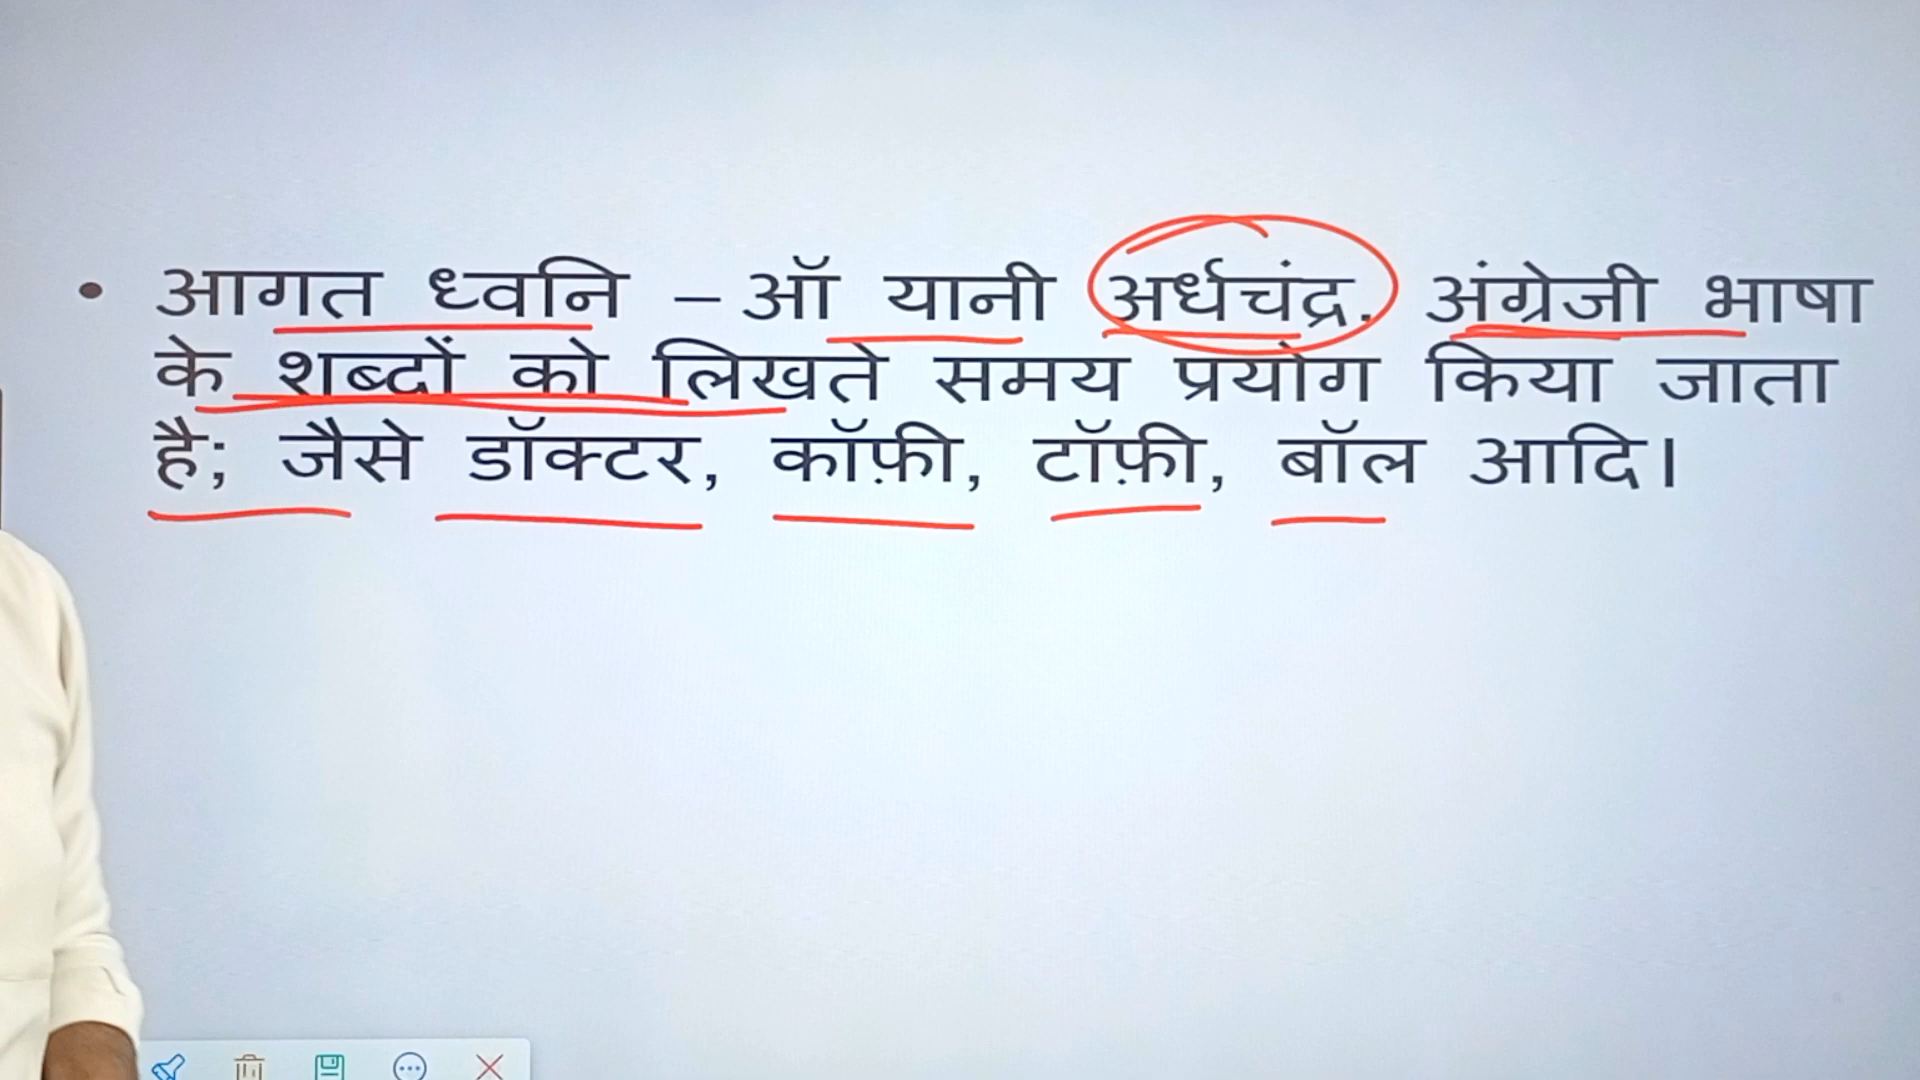 • आगत ध्वनि – ऑ यानी अर्धचंद्र. अंग्रेजी भाषा
के शब्दों को लिखते समय प्रयोग किया जाता
है; जैसे डॉक्टर, कॉफ़ी, टॉफ़ी, बॉल आदि।